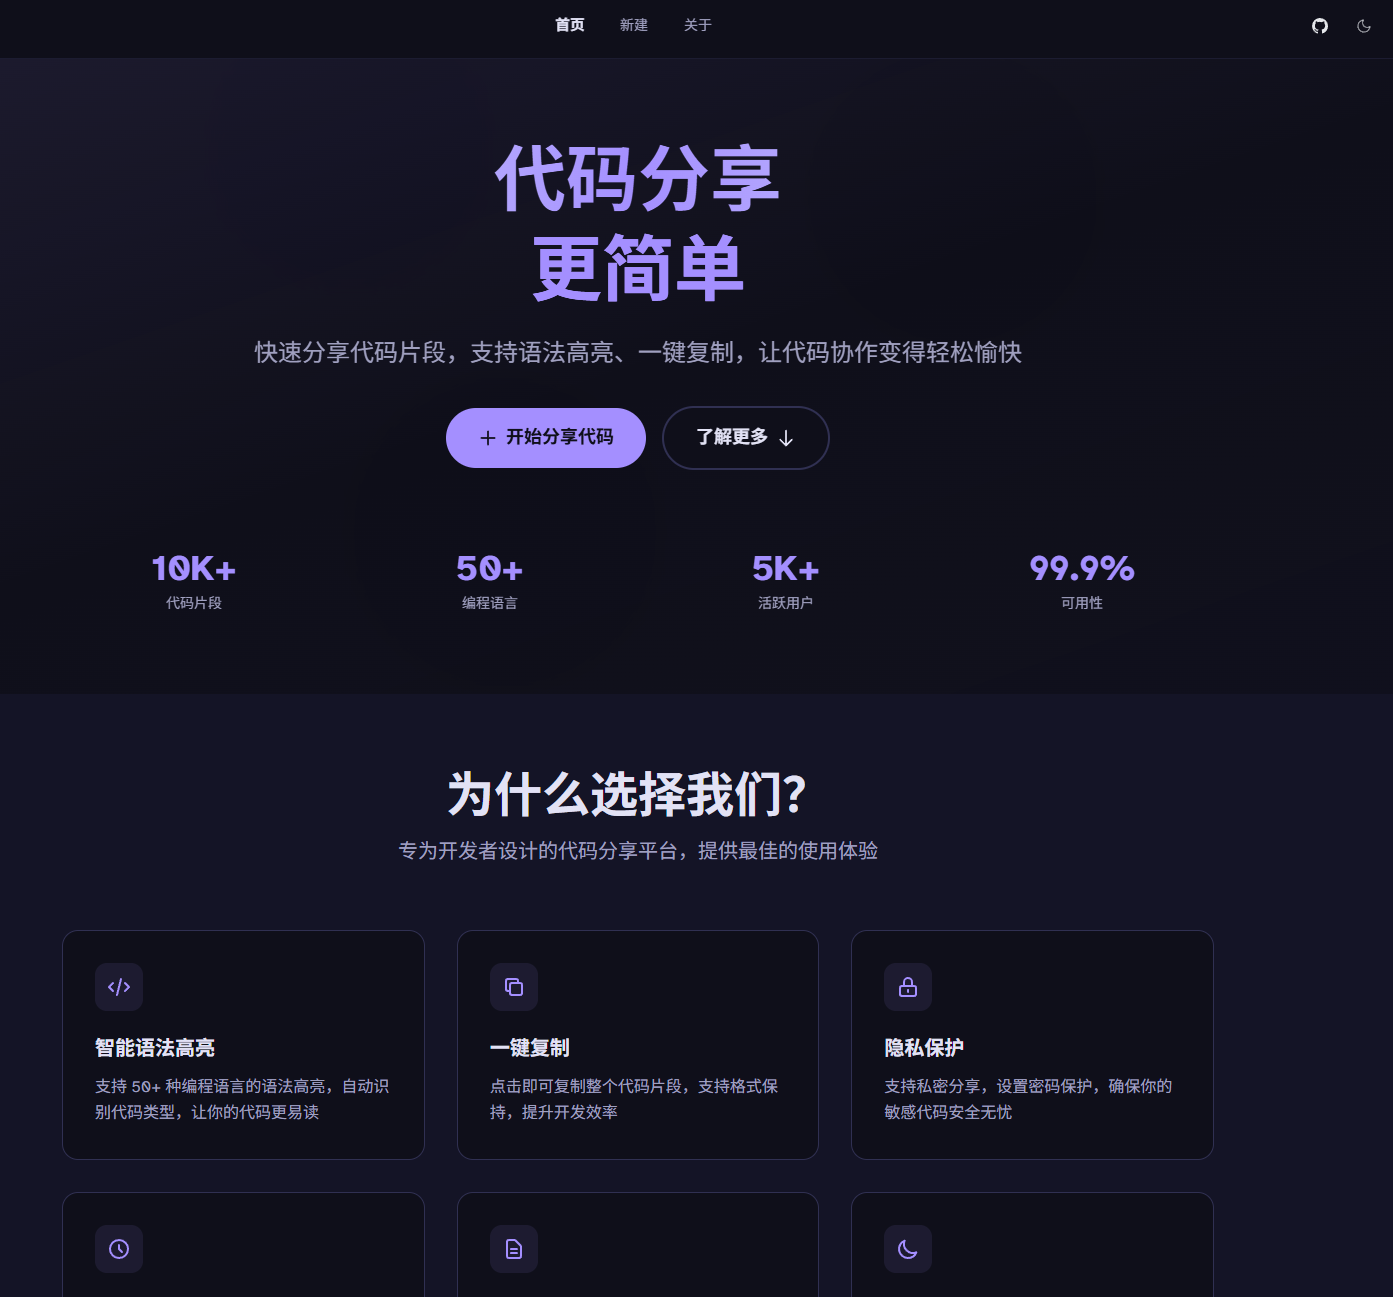 首页 新建 关于
代码分享
更简单
快速分享代码片段，支持语法高亮、一键复制，让代码协作变得轻松愉快
开始分享代码 了解更多
10K+ 50+ 5K+ 99.9%
代码片段 编程语言 活跃用户 可用性
为什么选择我们？
专为开发者设计的代码分享平台，提供最佳的使用体验
智能语法高亮
支持 50+ 种编程语言的语法高亮，自动识
别代码类型，让你的代码更易读
一键复制
点击即可复制整个代码片段，支持格式保
持，提升开发效率
隐私保护
支持私密分享，设置密码保护，确保你的
敏感代码安全无忧